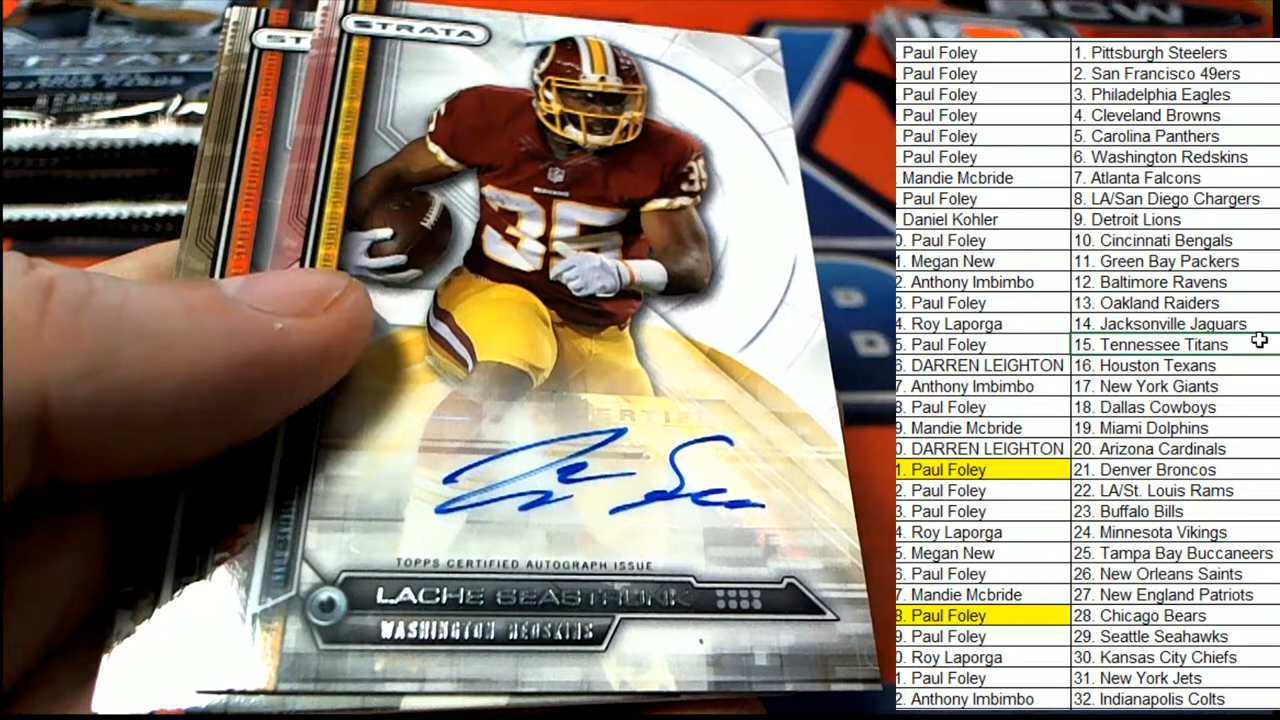 STRATA
ST
BCW
35
35
NFL
REDSKINS
TOPPS CERTIFIED AUTOGRAPH ISSUE
LACHE SEASTRUNK
WASHINGTON REDSKINS
Paul Foley 1. Pittsburgh Steelers
Paul Foley 2. San Francisco 49ers
Paul Foley 3. Philadelphia Eagles
Paul Foley 4. Cleveland Browns
Paul Foley 5. Carolina Panthers
Paul Foley 6. Washington Redskins
Mandie Mcbride 7. Atlanta Falcons
Paul Foley 8. LA/San Diego Chargers
Daniel Kohler 9. Detroit Lions
0. Paul Foley 10. Cincinnati Bengals
1. Megan New 11. Green Bay Packers
2. Anthony Imbimbo 12. Baltimore Ravens
3. Paul Foley 13. Oakland Raiders
4. Roy Laporga 14. Jacksonville Jaguars
5. Paul Foley 15. Tennessee Titans
6. DARREN LEIGHTON 16. Houston Texans
7. Anthony Imbimbo 17. New York Giants
8. Paul Foley 18. Dallas Cowboys
9. Mandie Mcbride 19. Miami Dolphins
0. DARREN LEIGHTON 20. Arizona Cardinals
1. Paul Foley 21. Denver Broncos
2. Paul Foley 22. LA/St. Louis Rams
3. Paul Foley 23. Buffalo Bills
4. Roy Laporga 24. Minnesota Vikings
5. Megan New 25. Tampa Bay Buccaneers
6. Paul Foley 26. New Orleans Saints
7. Mandie Mcbride 27. New England Patriots
8. Paul Foley 28. Chicago Bears
9. Paul Foley 29. Seattle Seahawks
0. Roy Laporga 30. Kansas City Chiefs
1. Paul Foley 31. New York Jets
2. Anthony Imbimbo 32. Indianapolis Colts